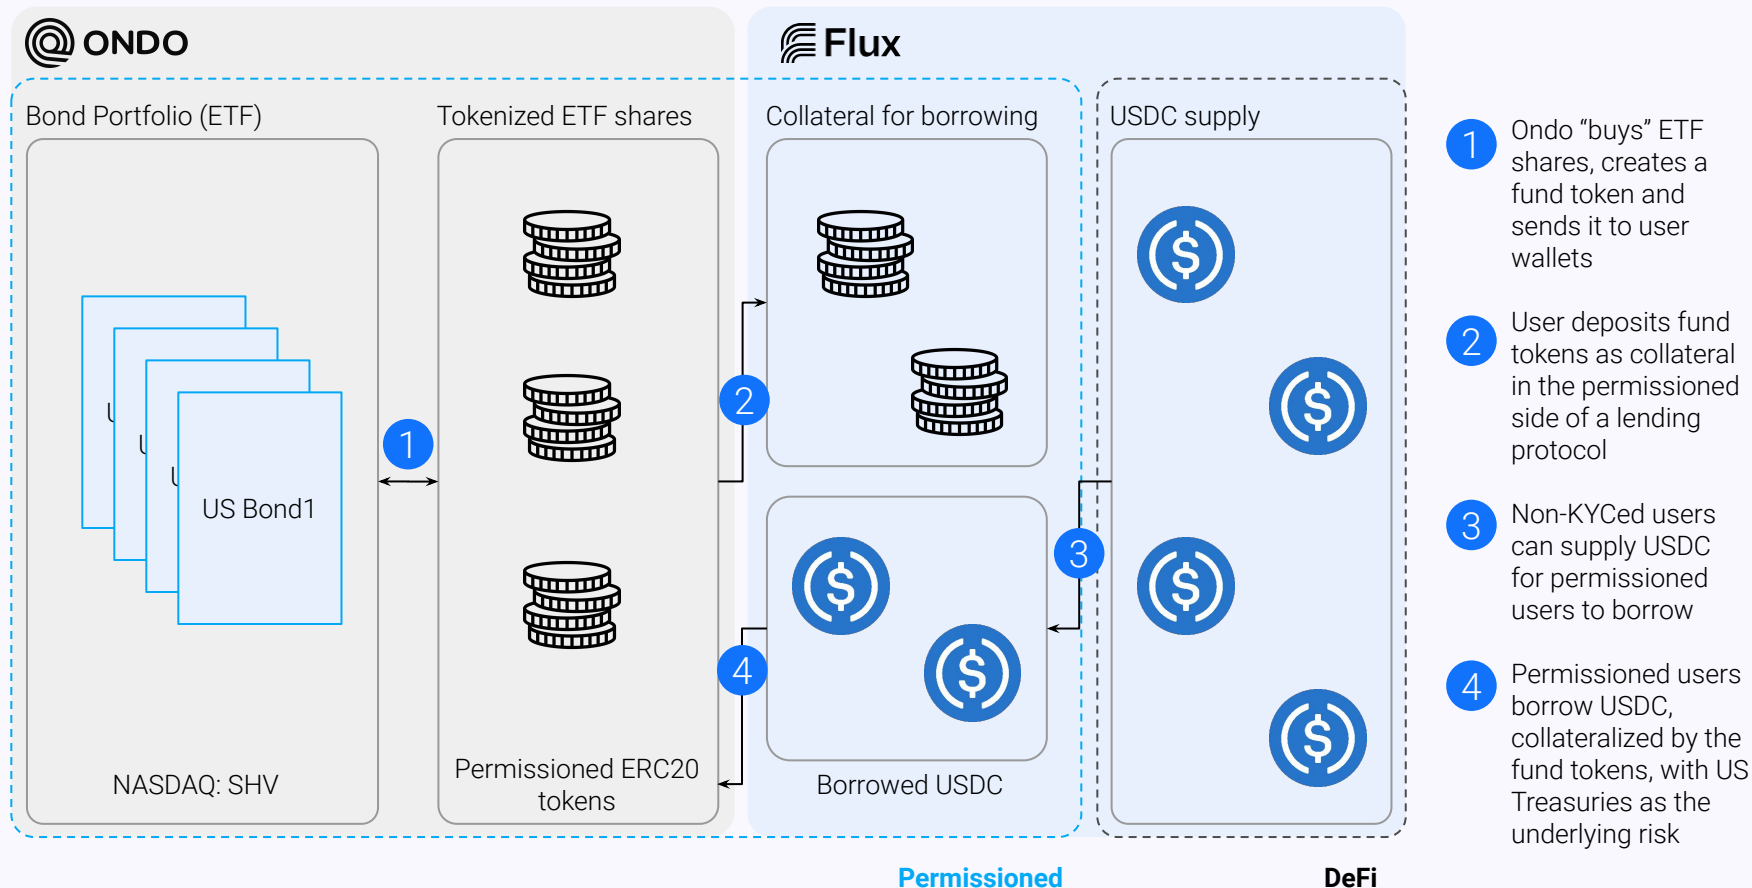 ONDO
Flux
Bond Portfolio (ETF)
Tokenized ETF shares
Collateral for borrowing
USDC supply
US Bond1
NASDAQ: SHV
Permissioned ERC20
tokens
Borrowed USDC
1
2
3
4
$
$
$
$
$
$
1
Ondo “buys” ETF
shares, creates a
fund token and
sends it to user
wallets
2
User deposits fund
tokens as collateral
in the permissioned
side of a lending
protocol
3
Non-KYCed users
can supply USDC
for permissioned
users to borrow
4
Permissioned users
borrow USDC,
collateralized by the
fund tokens, with US
Treasuries as the
underlying risk
Permissioned
DeFi